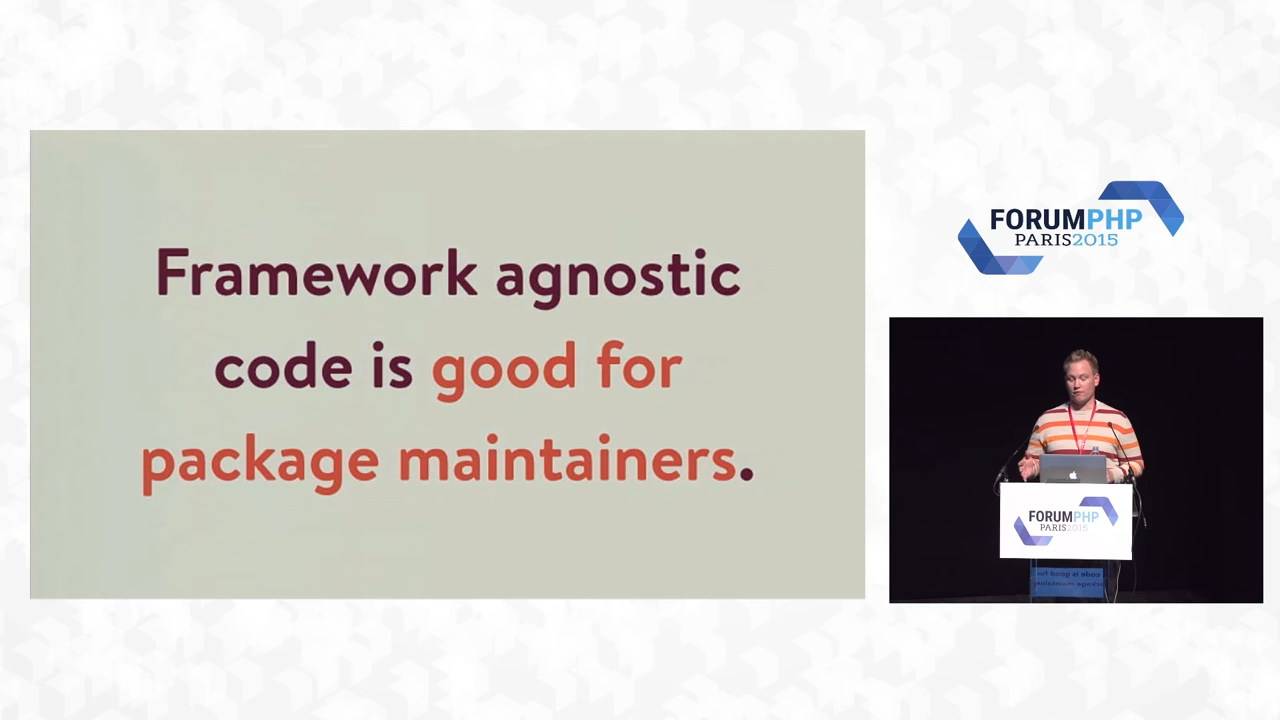 Framework agnostic
code is good for
package maintainers.
FORUMPHP
PARIS2015
FORUMPHP
PARIS2015